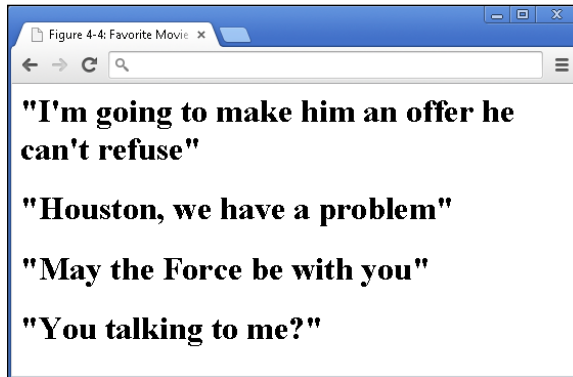 Figure 4-4: Favorite Movie
"I'm going to make him an offer he
can't refuse"
"Houston, we have a problem"
"May the Force be with you"
"You talking to me?"